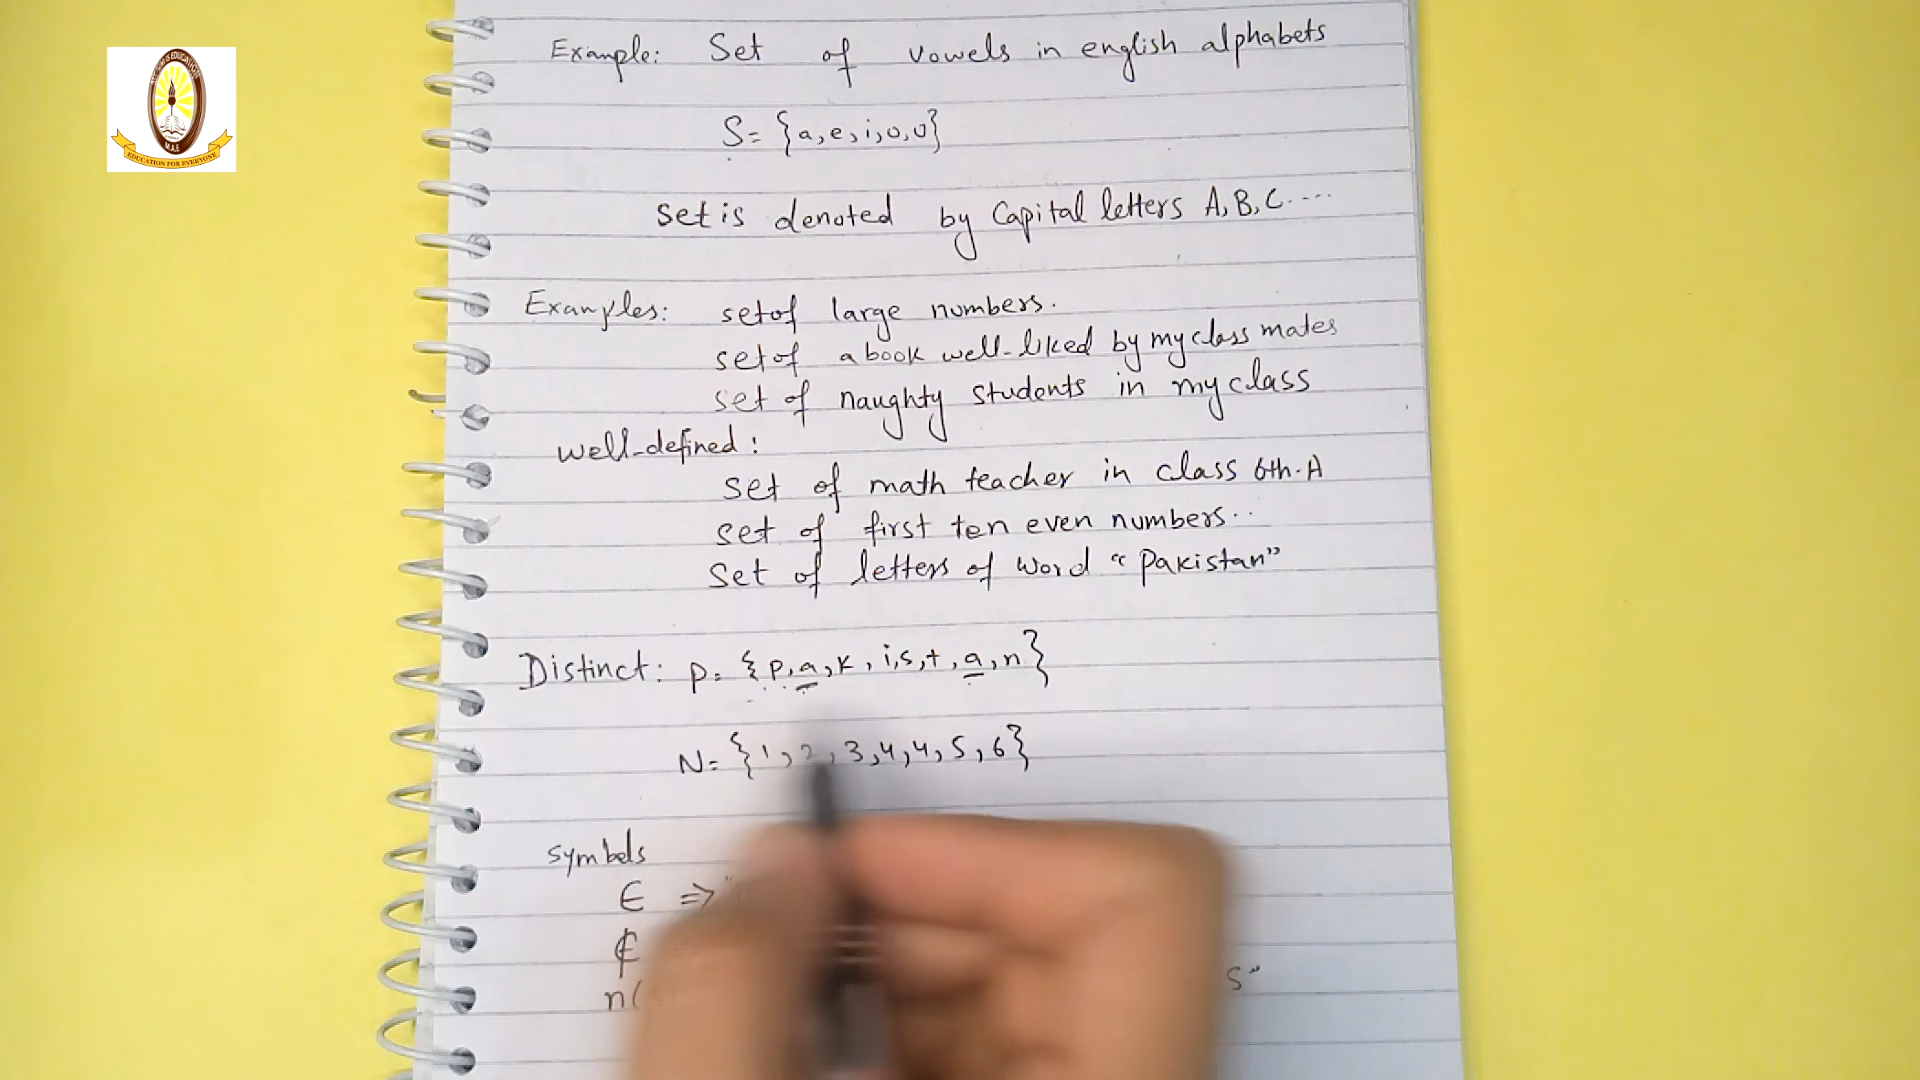 Example: Set of vowels in english alphabets
S= {a,e,i,o,u}
set is denoted by Capital letters A, B, C....
Examples: set of large numbers.
set of a book well-liked by my class mates
set of naughty students in my class
well-defined:
set of math teacher in class 6th.A
set of first ten even numbers..
Set of letters of word "Pakistan"
Distinct: P= {p,a,k,i,s,t,a,n}
N= {1,2,3,4,4,5,6}
symbols
∈ ⇒
∉
n(
S"
EDUCATION FOR EVERYONE
M.A.E